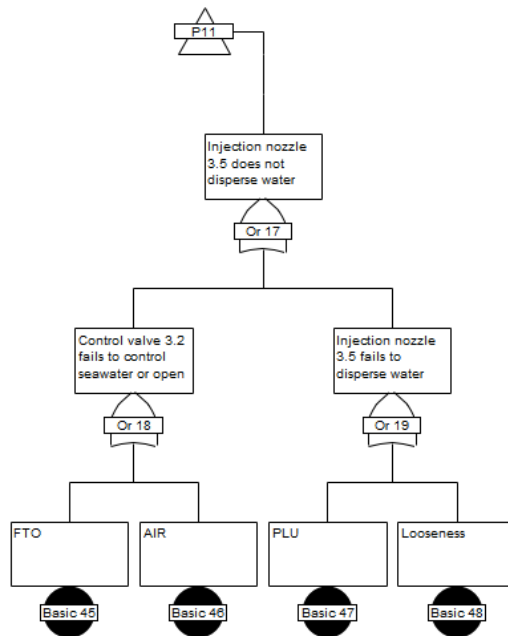 P11
Injection nozzle
3.5 does not
disperse water
Or 17
Control valve 3.2
fails to control
seawater or open
Injection nozzle
3.5 fails to
disperse water
Or 18
Or 19
FTO
AIR
PLU
Looseness
Basic 45
Basic 46
Basic 47
Basic 48